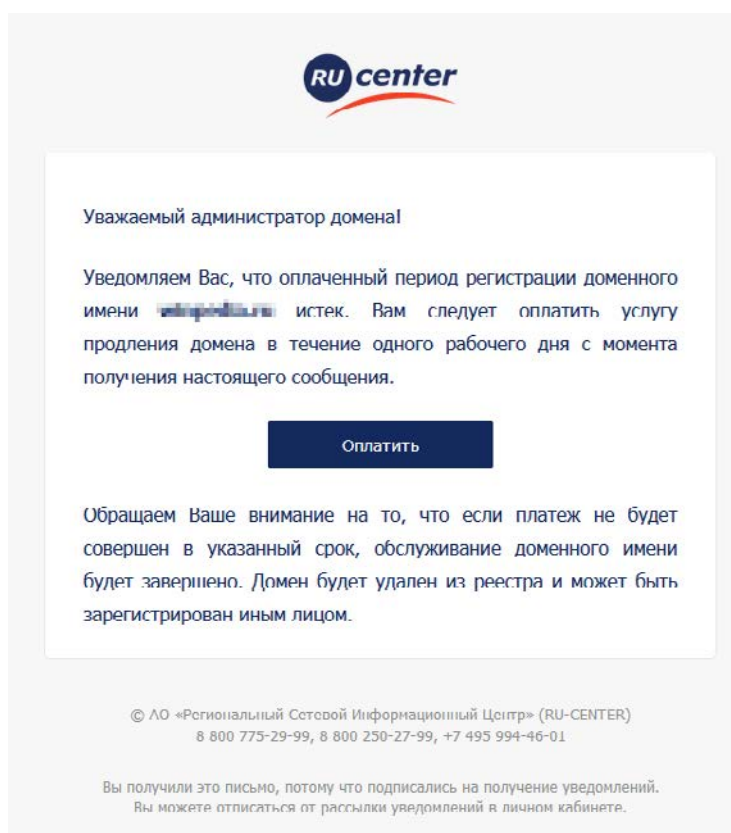 RU center
Уважаемый администратор домена!
Уведомляем Вас, что оплаченный период регистрации доменного
имени истек. Вам следует оплатить услугу
продления домена в течение одного рабочего дня с момента
получения настоящего сообщения.
Оплатить
Обращаем Ваше внимание на то, что если платеж не будет
совершен в указанный срок, обслуживание доменного имени
будет завершено. Домен будет удален из реестра и может быть
зарегистрирован иным лицом.
© АО «Региональный Сетевой Информационный Центр» (RU-CENTER)
8 800 775-29-99, 8 800 250-27-99, +7 495 994-46-01
Вы получили это письмо, потому что подписались на получение уведомлений.
Вы можете отписаться от рассылки уведомлений в личном кабинете.